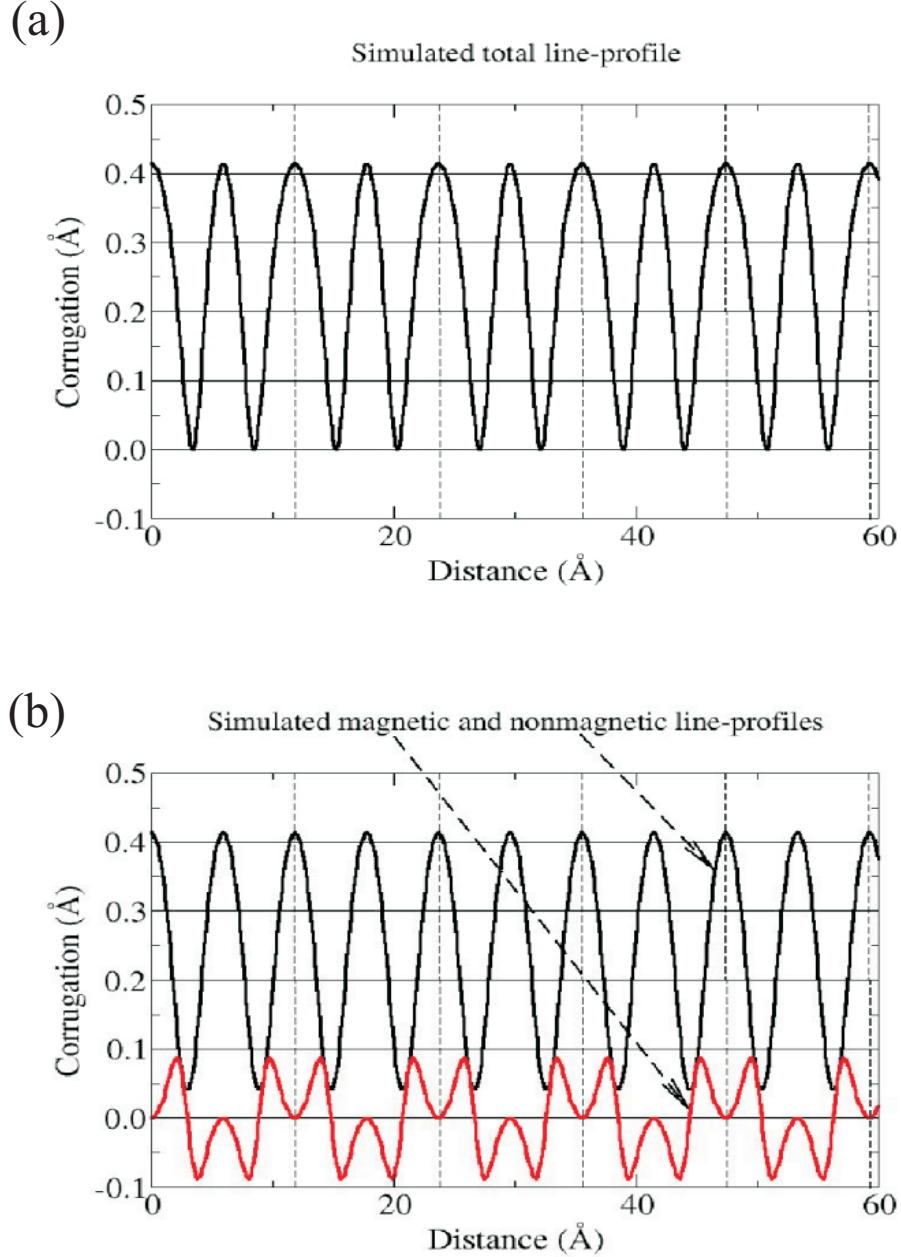 (a)
Simulated total line-profile
0.5
0.4
0.3
0.2
0.1
0.0
-0.1
Corrugation (Å)
0 20 40 60
Distance (Å)
(b)
Simulated magnetic and nonmagnetic line-profiles
0.5
0.4
0.3
0.2
0.1
0.0
-0.1
Corrugation (Å)
0 20 40 60
Distance (Å)